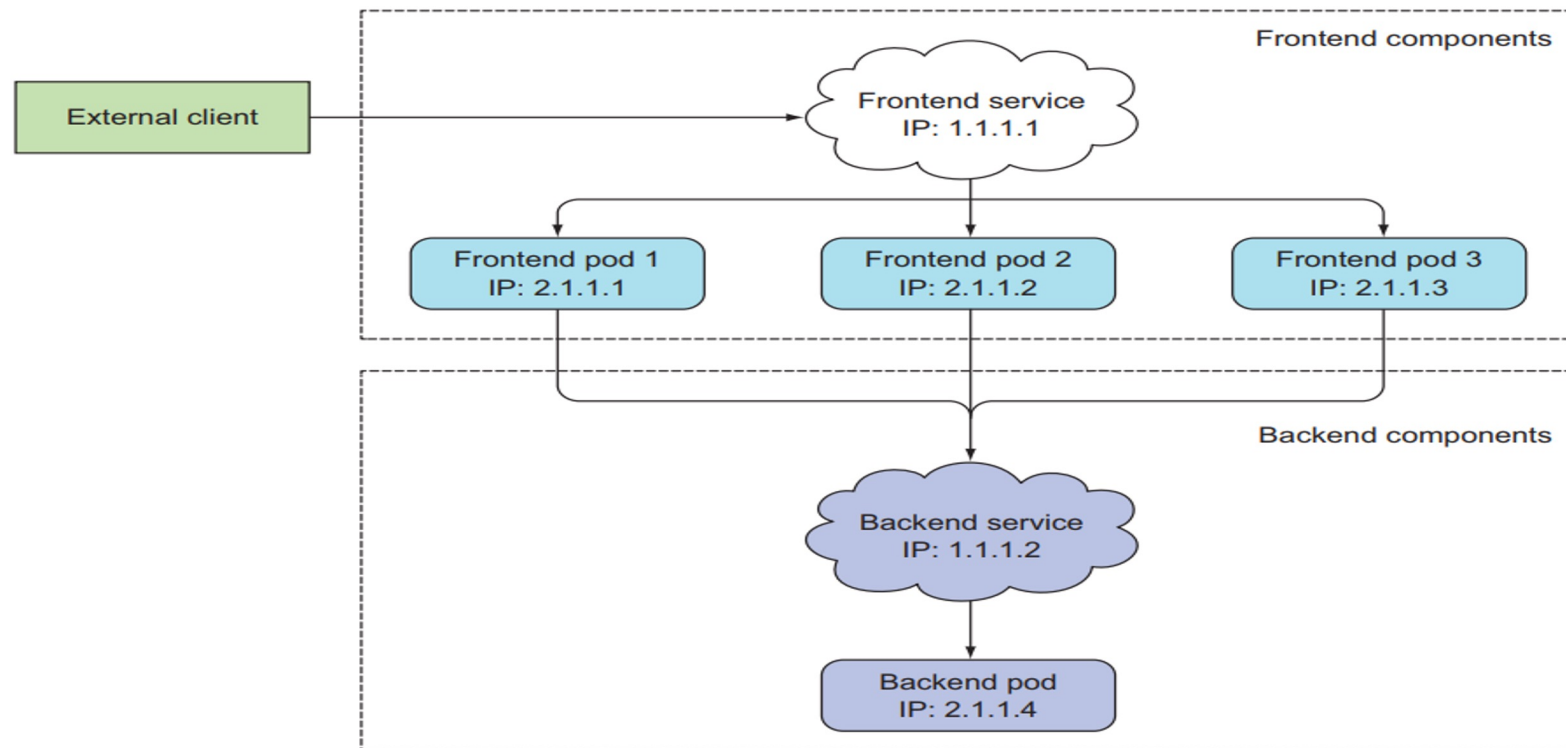 Frontend components
External client
Frontend service
IP: 1.1.1.1
Frontend pod 1
IP: 2.1.1.1
Frontend pod 2
IP: 2.1.1.2
Frontend pod 3
IP: 2.1.1.3
Backend components
Backend service
IP: 1.1.1.2
Backend pod
IP: 2.1.1.4